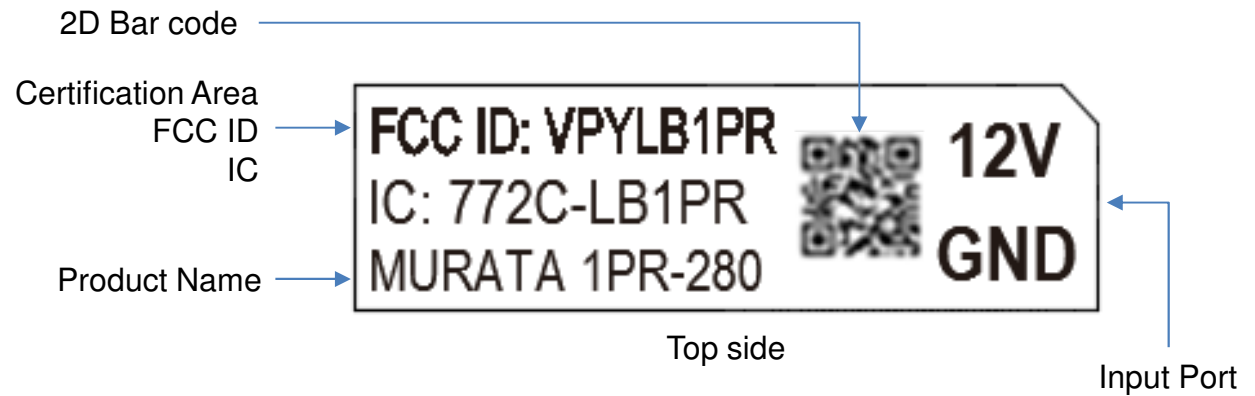 2D Bar code
Certification Area
FCC ID
IC
FCC ID: VPYLB1PR
IC: 772C-LB1PR
MURATA 1PR-280
12V
GND
Product Name
Top side
Input Port